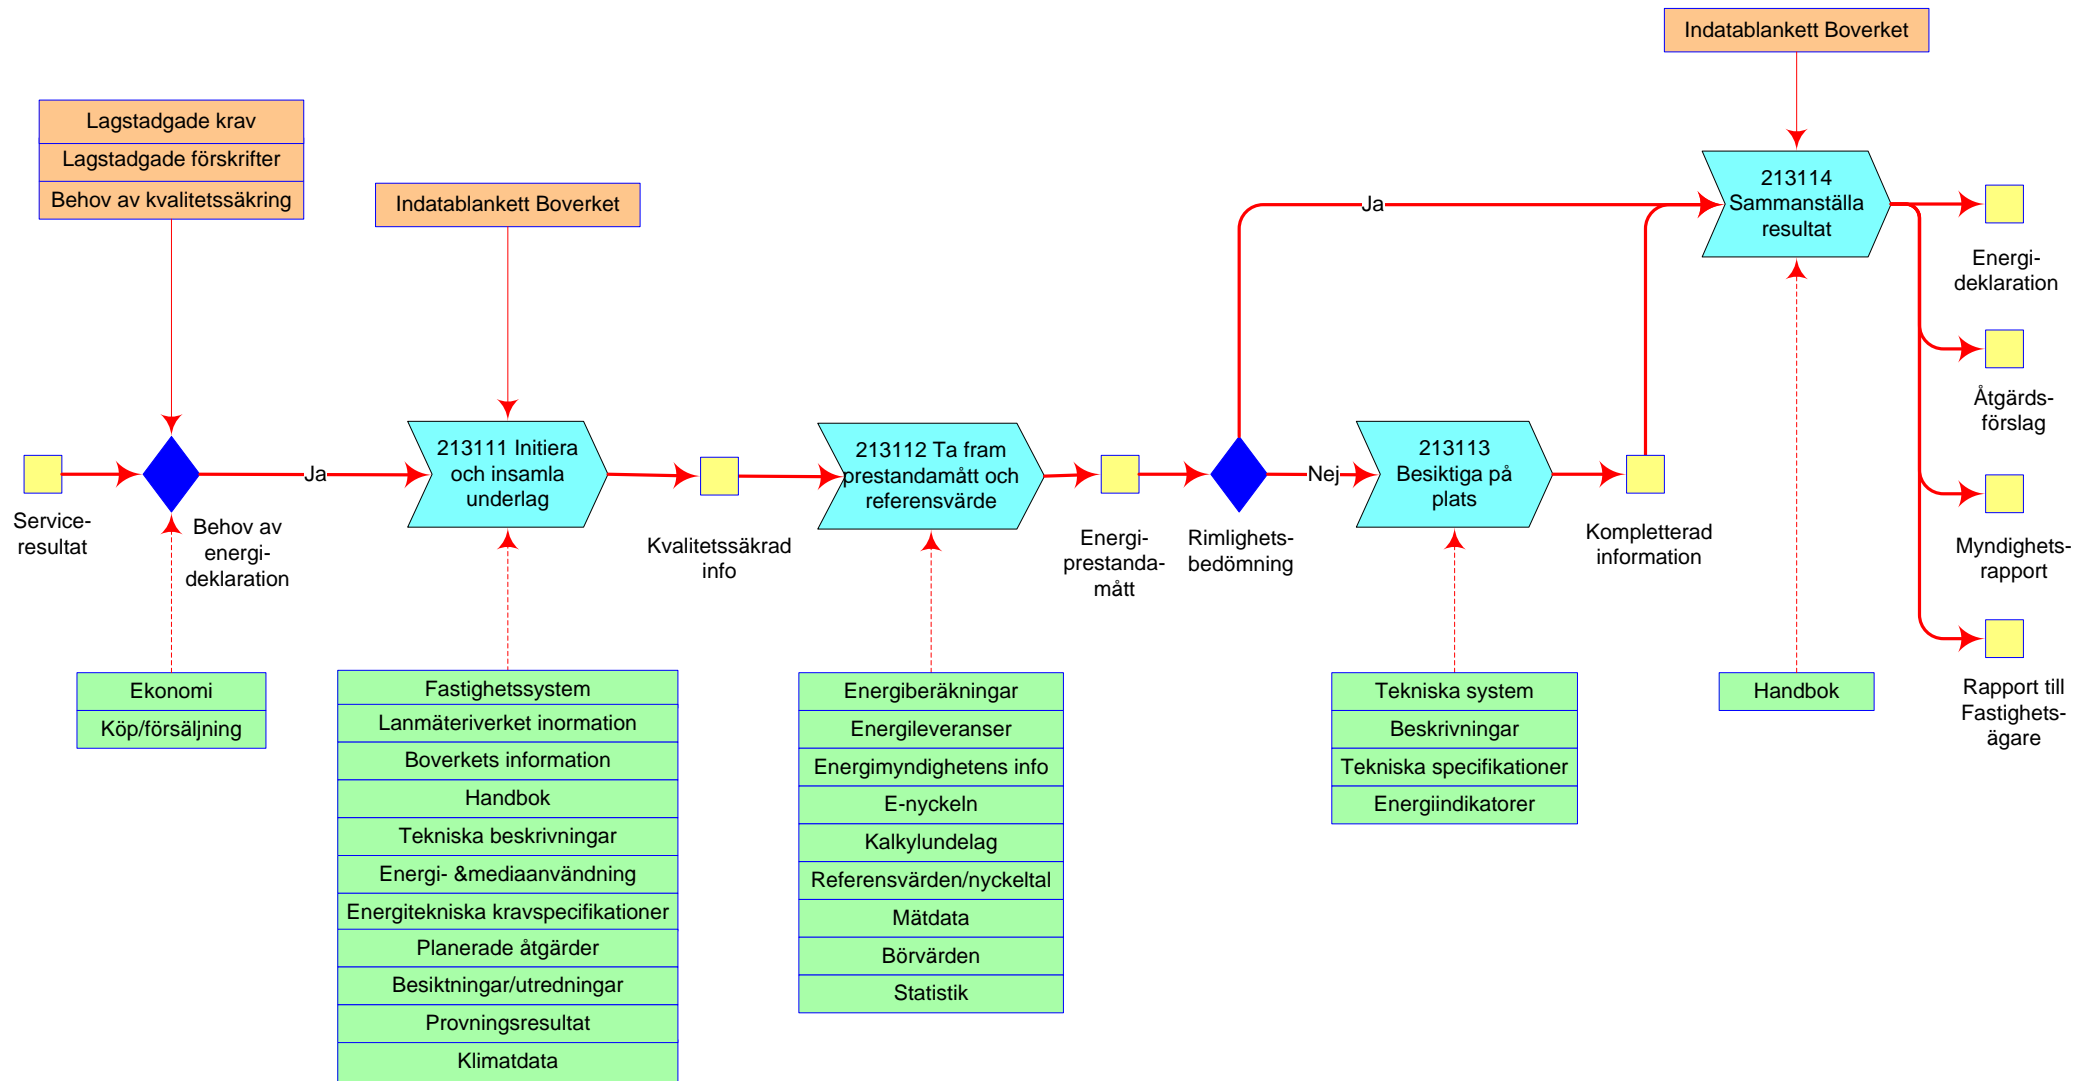 Indatablankett Boverket
Lagstadgade krav
Lagstadgade förskrifter
Behov av kvalitetssäkring
Indatablankett Boverket
Service-
resultat
Behov av
energi-
deklaration
Ja
213111 Initiera
och insamla
underlag
Kvalitetssäkrad
info
213112 Ta fram
prestandamått och
referensvärde
Energi-
prestanda-
mått
Rimlighets-
bedömning
Ja
Nej
213113
Besiktiga på
plats
Kompletterad
information
213114
Sammanställa
resultat
Energi-
deklaration
Åtgärds-
förslag
Myndighets-
rapport
Rapport till
Fastighets-
ägare
Ekonomi
Köp/försäljning
Fastighetssystem
Lanmäteriverket inormation
Boverkets information
Handbok
Tekniska beskrivningar
Energi- &mediaanvändning
Energitekniska kravspecifikationer
Planerade åtgärder
Besiktningar/utredningar
Provningsresultat
Klimatdata
Energiberäkningar
Energileveranser
Energimyndighetens info
E-nyckeln
Kalkylundelag
Referensvärden/nyckeltal
Mätdata
Börvärden
Statistik
Tekniska system
Beskrivningar
Tekniska specifikationer
Energiindikatorer
Handbok